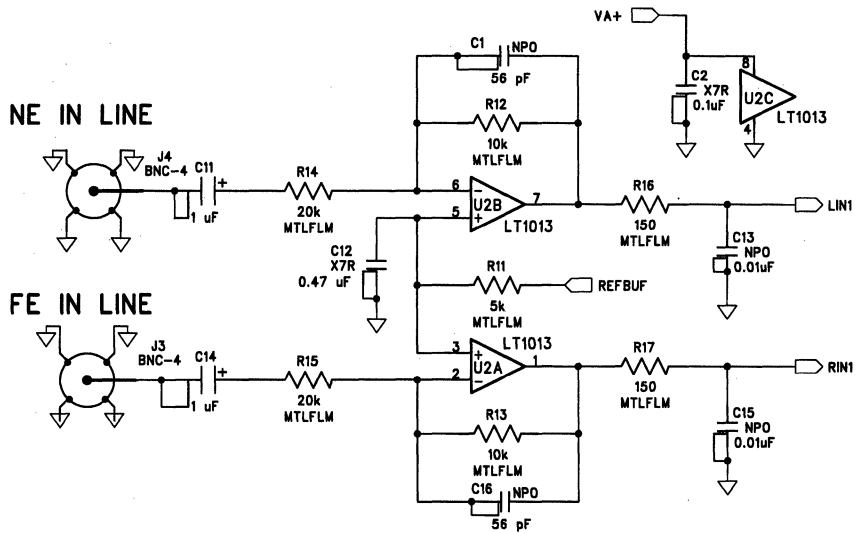 VA+
C1
NPO
56 pF
8
C2
X7R
0.1uF
U2C
LT1013
4
R12
10k
MTLFLM
NE IN LINE
J4
BNC-4
C11
+
1 uF
R14
20k
MTLFLM
6
-
U2B
7
5
+
LT1013
R16
150
MTLFLM
LIN1
C13
NPO
0.01uF
C12
X7R
0.47 uF
R11
5k
MTLFLM
REFBUF
FE IN LINE
J3
BNC-4
C14
+
1 uF
R15
20k
MTLFLM
LT1013
3
+
U2A
1
2
-
R17
150
MTLFLM
RIN1
C15
NPO
0.01uF
R13
10k
MTLFLM
C16
NPO
56 pF